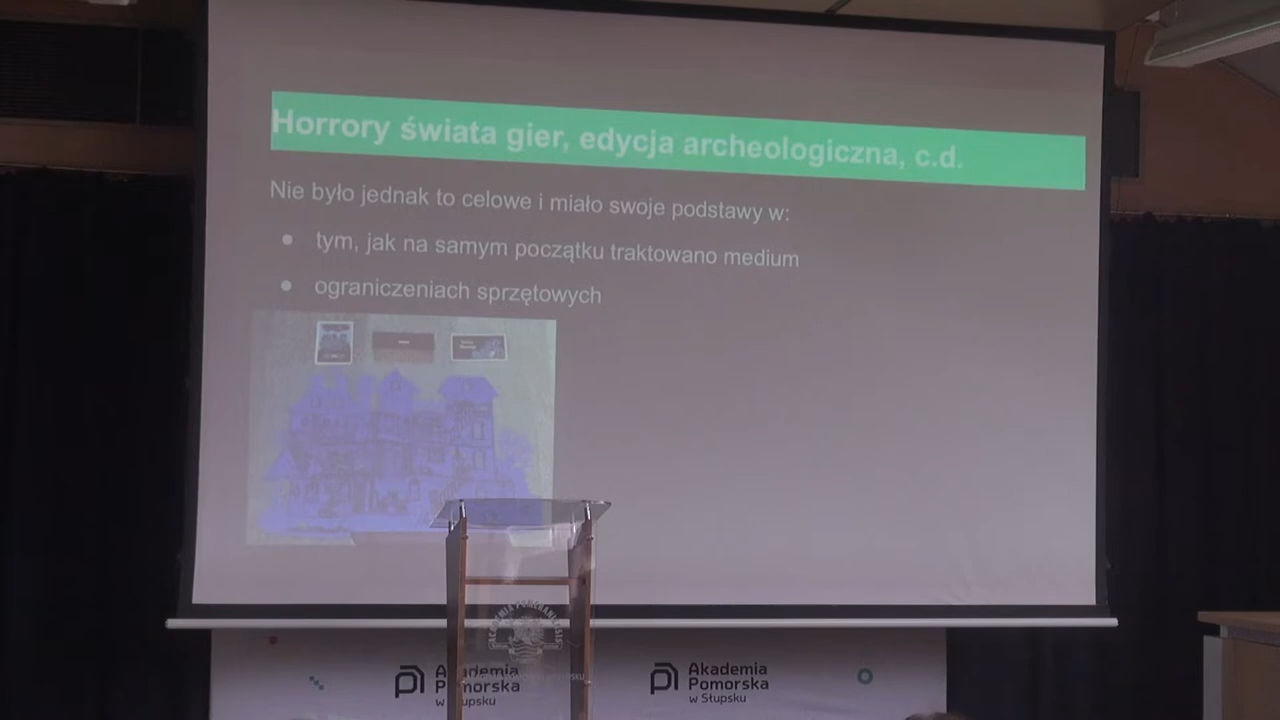 Horrory świata gier, edycja archeologiczna, c.d.
Nie było jednak to celowe i miało swoje podstawy w:
tym, jak na samym początku traktowano medium
ograniczeniach sprzętowych
Akademia
Pomorska
w Słupsku
Akademia
Pomorska
w Słupsku